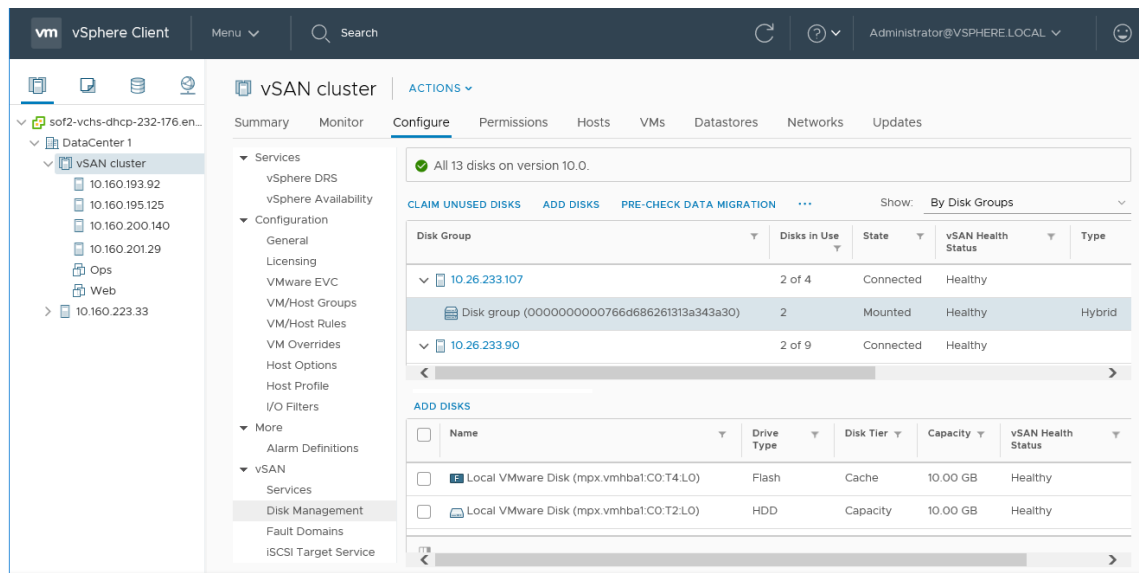 vm vSphere Client Menu Search Administrator@VSPHERE.LOCAL
sof2-vchs-dhcp-232-176.en...
DataCenter 1
vSAN cluster
10.160.193.92
10.160.195.125
10.160.200.140
10.160.201.29
Ops
Web
10.160.223.33
vSAN cluster ACTIONS
Summary Monitor Configure Permissions Hosts VMs Datastores Networks Updates
Services
vSphere DRS
vSphere Availability
Configuration
General
Licensing
VMware EVC
VM/Host Groups
VM/Host Rules
VM Overrides
Host Options
Host Profile
I/O Filters
More
Alarm Definitions
vSAN
Services
Disk Management
Fault Domains
iSCSI Target Service
All 13 disks on version 10.0.
CLAIM UNUSED DISKS ADD DISKS PRE-CHECK DATA MIGRATION ... Show: By Disk Groups
Disk Group Disks in Use State vSAN Health Status Type
10.26.233.107 2 of 4 Connected Healthy
Disk group (0000000000766d686261313a343a30) 2 Mounted Healthy Hybrid
10.26.233.90 2 of 9 Connected Healthy
ADD DISKS
Name Drive Type Disk Tier Capacity vSAN Health Status
F Local VMware Disk (mpx.vmhba1:C0:T4:L0) Flash Cache 10.00 GB Healthy
Local VMware Disk (mpx.vmhba1:C0:T2:L0) HDD Capacity 10.00 GB Healthy